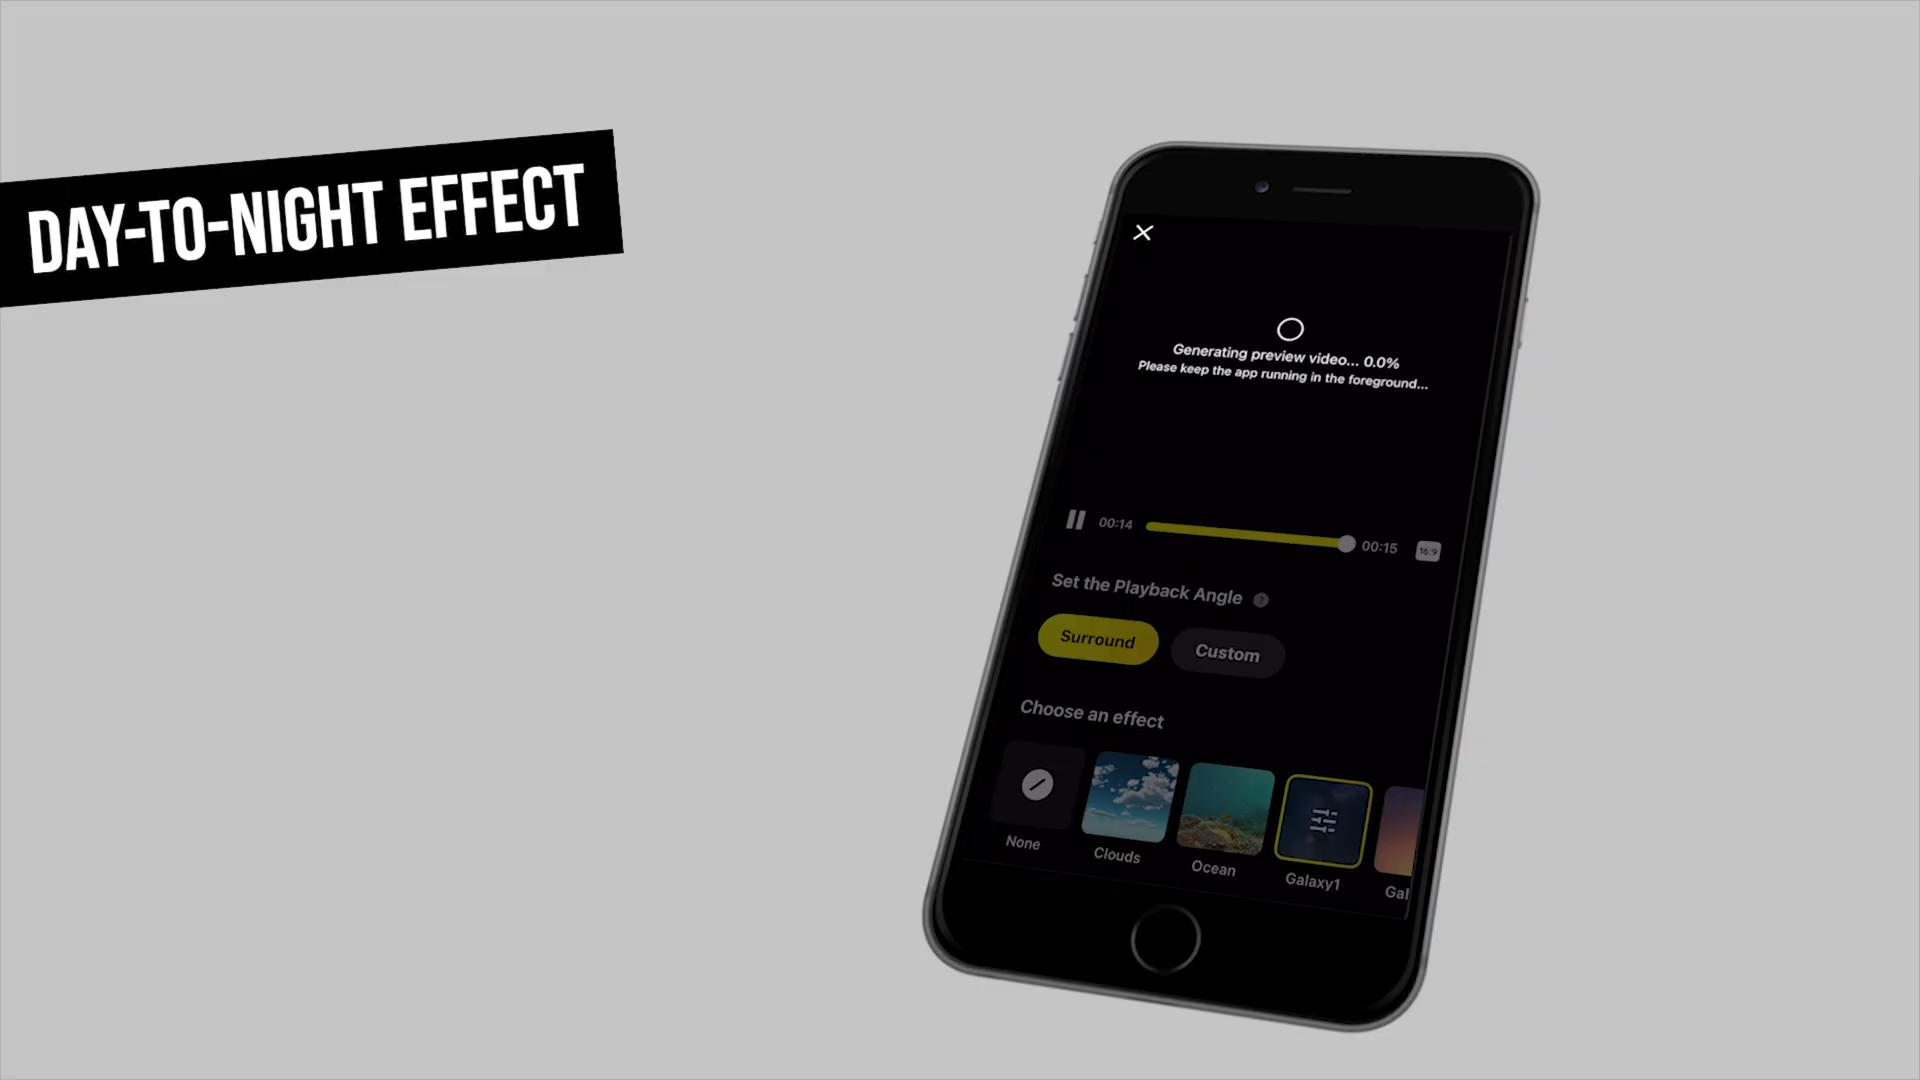 DAY-TO-NIGHT EFFECT
Generating preview video... 0.0%
Please keep the app running in the foreground...
00:14
00:15
16:9
Set the Playback Angle
Surround
Custom
Choose an effect
None
Clouds
Ocean
Galaxy1
Gal